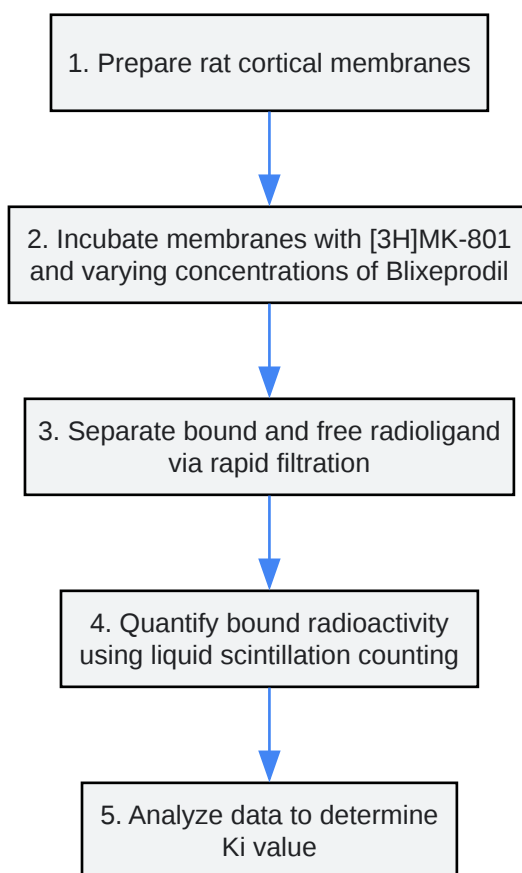 1. Prepare rat cortical membranes
2. Incubate membranes with [3H]MK-801
and varying concentrations of Blixeprodil
3. Separate bound and free radioligand
via rapid filtration
4. Quantify bound radioactivity
using liquid scintillation counting
5. Analyze data to determine
Ki value